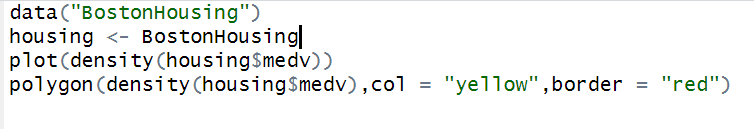 data("BostonHousing")
housing <- BostonHousing
plot(density(housing$medv))
polygon(density(housing$medv),col = "yellow",border = "red")